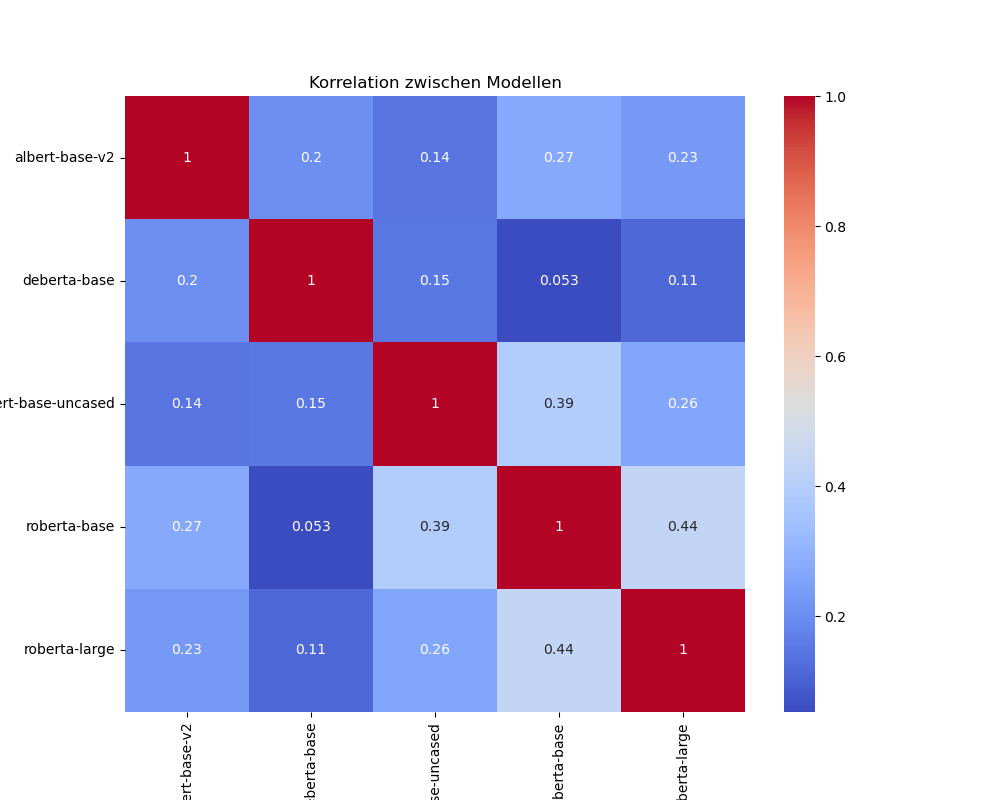 Korrelation zwischen Modellen
albert-base-v2 1 0.2 0.14 0.27 0.23
deberta-base 0.2 1 0.15 0.053 0.11
ert-base-uncased 0.14 0.15 1 0.39 0.26
roberta-base 0.27 0.053 0.39 1 0.44
roberta-large 0.23 0.11 0.26 0.44 1
ert-base-v2
eberta-base
se-uncased
berta-base
berta-large
1.0
0.8
0.6
0.4
0.2